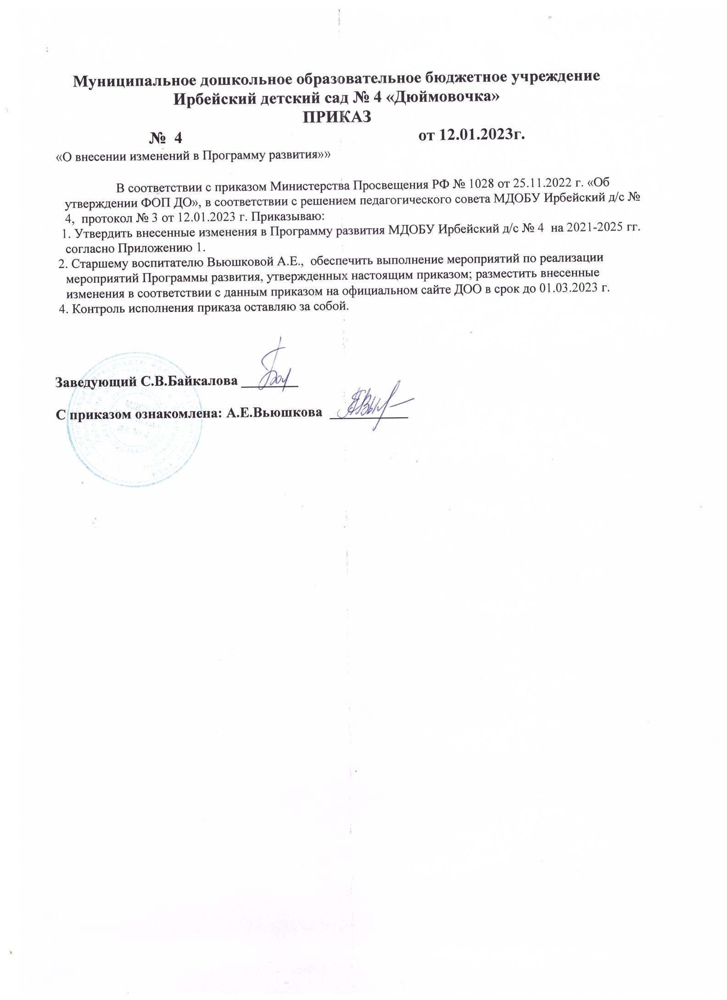 Муниципальное дошкольное образовательное бюджетное учреждение
Ирбейский детский сад № 4 «Дюймовочка»
ПРИКАЗ
№ 4 от 12.01.2023г.
«О внесении изменений в Программу развития»»
В соответствии с приказом Министерства Просвещения РФ № 1028 от 25.11.2022 г. «Об
утверждении ФОП ДО», в соответствии с решением педагогического совета МДОБУ Ирбейский д/с №
4, протокол № 3 от 12.01.2023 г. Приказываю:
1. Утвердить внесенные изменения в Программу развития МДОБУ Ирбейский д/с № 4 на 2021-2025 гг.
согласно Приложению 1.
2. Старшему воспитателю Вьюшковой А.Е., обеспечить выполнение мероприятий по реализации
мероприятий Программы развития, утвержденных настоящим приказом; разместить внесенные
изменения в соответствии с данным приказом на официальном сайте ДОО в срок до 01.03.2023 г.
4. Контроль исполнения приказа оставляю за собой.
Заведующий С.В.Байкалова
С приказом ознакомлена: А.Е.Вьюшкова
МДОБУ
Ирбейский
д/с № 4